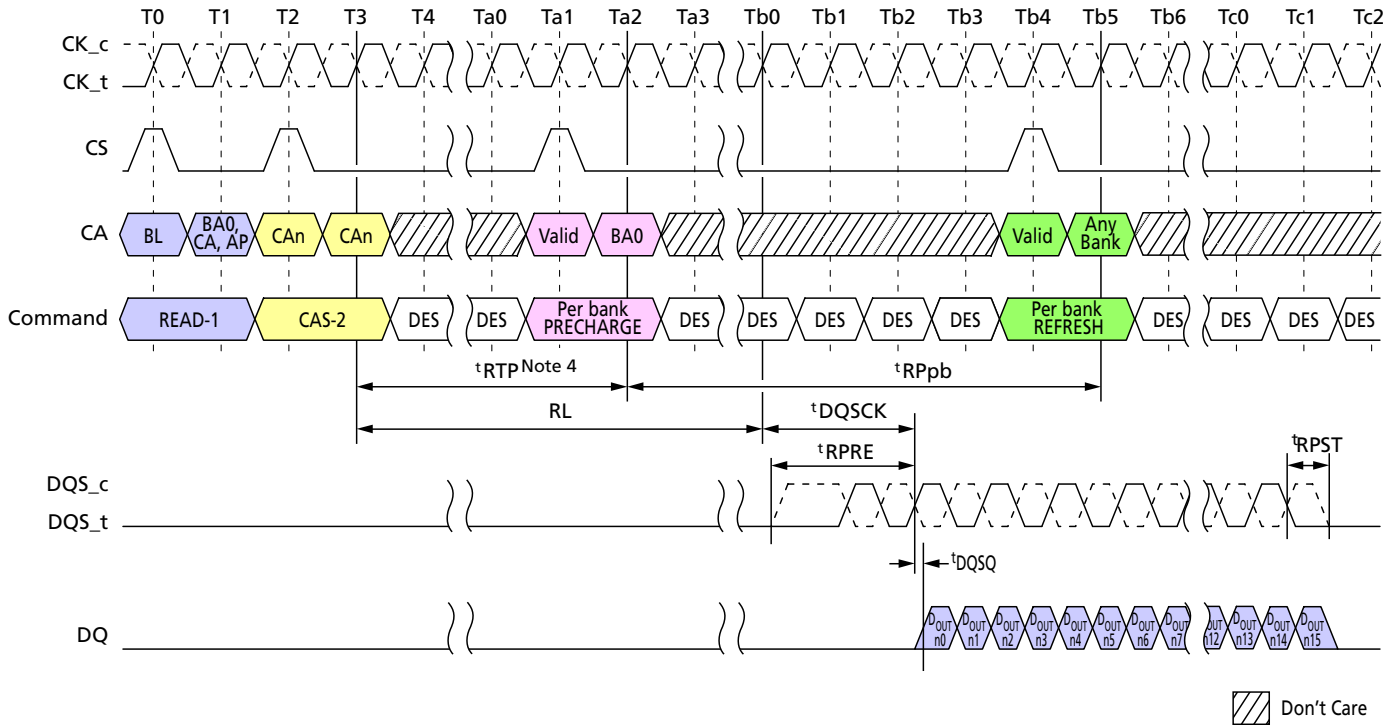 T0 T1 T2 T3 T4 Ta0 Ta1 Ta2 Ta3 Tb0 Tb1 Tb2 Tb3 Tb4 Tb5 Tb6 Tc0 Tc1 Tc2
CK_c
CK_t
CS
CA BL BA0, CA, AP CAn CAn Valid BA0 Valid Any Bank
Command READ-1 CAS-2 DES DES Per bank PRECHARGE DES DES DES DES DES Per bank REFRESH DES DES DES DES
tRTP Note 4 tRPpb
RL tDQSCK
tRPRE tRPST
DQS_c
DQS_t
tDQSQ
DQ DOUT n0 DOUT n1 DOUT n2 DOUT n3 DOUT n4 DOUT n5 DOUT n6 DOUT n7 DOUT n12 DOUT n13 DOUT n14 DOUT n15
Don't Care